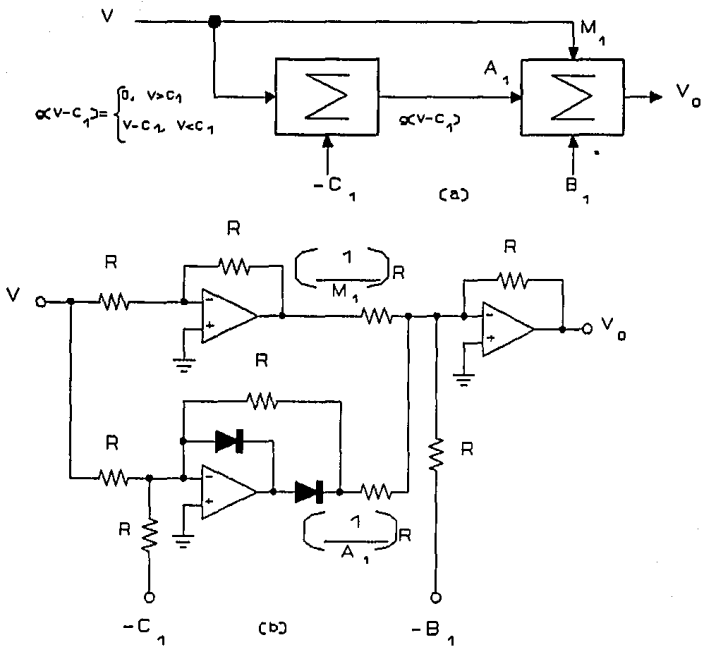 V
M₁
A₁
Σ
Σ
V₀
α(V-C₁)= { 0, V>C₁
V-C₁, V<C₁
α(V-C₁)
-C₁
(a)
B₁
R
R
(1/M₁)R
R
V
-
+
-
+
V₀
R
R
R
-
+
R
(1/A₁)R
-C₁
(b)
-B₁